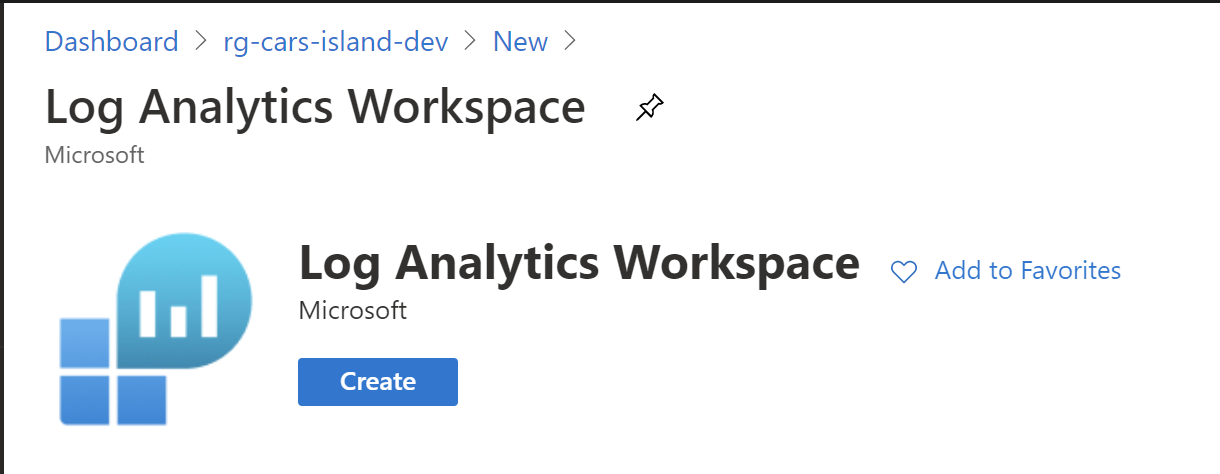 Dashboard > rg-cars-island-dev > New >
Log Analytics Workspace
Microsoft
Log Analytics Workspace
Add to Favorites
Microsoft
Create